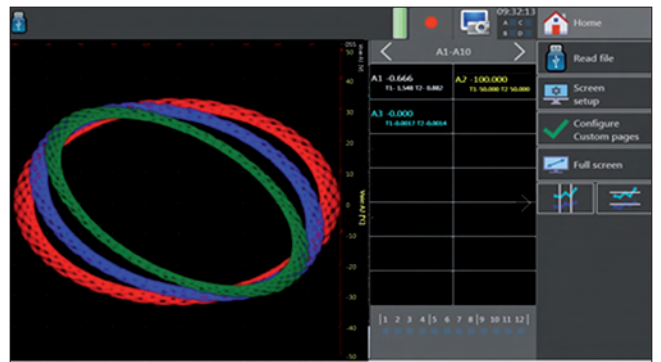 09:32:13
A C
B D
Home
A1-A10
Read file
A1 -0.666
T1- 1.548 T2- 0.882
A2 -100.000
T1-50.000 T2 50.000
Screen
setup
A3 -0.000
T1-0.0017 T2-0.0014
Configure
Custom pages
Full screen
50
40
30
20
10
0
-10
-20
-30
-40
-50
1 2 3 4 5 6 7 8 9 10 11 12